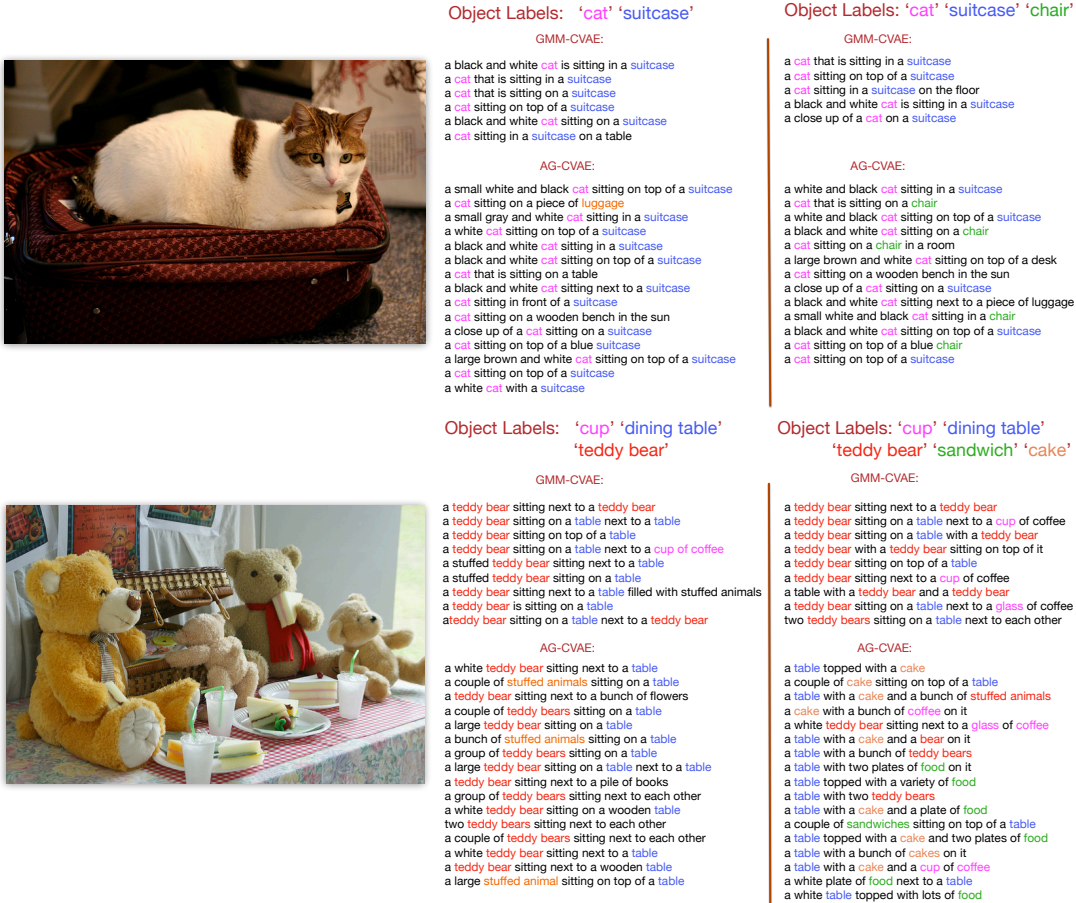 Object Labels: ‘cat’ ‘suitcase’
GMM-CVAE:
a black and white cat is sitting in a suitcase
a cat that is sitting in a suitcase
a cat that is sitting on a suitcase
a cat sitting on top of a suitcase
a black and white cat sitting on a suitcase
a cat sitting in a suitcase on a table
AG-CVAE:
a small white and black cat sitting on top of a suitcase
a cat sitting on a piece of luggage
a small gray and white cat sitting in a suitcase
a white cat sitting on top of a suitcase
a black and white cat sitting in a suitcase
a black and white cat sitting on top of a suitcase
a cat that is sitting on a table
a black and white cat sitting next to a suitcase
a cat sitting in front of a suitcase
a cat sitting on a wooden bench in the sun
a close up of a cat sitting on a suitcase
a cat sitting on top of a blue suitcase
a large brown and white cat sitting on top of a suitcase
a cat sitting on top of a suitcase
a white cat with a suitcase
Object Labels: ‘cat’ ‘suitcase’ ‘chair’
GMM-CVAE:
a cat that is sitting in a suitcase
a cat sitting on top of a suitcase
a cat sitting in a suitcase on the floor
a black and white cat is sitting in a suitcase
a close up of a cat on a suitcase
AG-CVAE:
a white and black cat sitting in a suitcase
a cat that is sitting on a chair
a white and black cat sitting on top of a suitcase
a black and white cat sitting on a chair
a cat sitting on a chair in a room
a large brown and white cat sitting on top of a desk
a cat sitting on a wooden bench in the sun
a close up of a cat sitting on a suitcase
a black and white cat sitting next to a piece of luggage
a small white and black cat sitting in a chair
a black and white cat sitting on top of a suitcase
a cat sitting on top of a blue chair
a cat sitting on top of a suitcase
Object Labels: ‘cup’ ‘dining table’
‘teddy bear’
GMM-CVAE:
a teddy bear sitting next to a teddy bear
a teddy bear sitting on a table next to a table
a teddy bear sitting on top of a table
a teddy bear sitting on a table next to a cup of coffee
a stuffed teddy bear sitting next to a table
a stuffed teddy bear sitting on a table
a teddy bear sitting next to a table filled with stuffed animals
a teddy bear is sitting on a table
ateddy bear sitting on a table next to a teddy bear
AG-CVAE:
a white teddy bear sitting next to a table
a couple of stuffed animals sitting on a table
a teddy bear sitting next to a bunch of flowers
a couple of teddy bears sitting on a table
a large teddy bear sitting on a table
a bunch of stuffed animals sitting on a table
a group of teddy bears sitting on a table
a large teddy bear sitting on a table next to a table
a teddy bear sitting next to a pile of books
a group of teddy bears sitting next to each other
a white teddy bear sitting on a wooden table
two teddy bears sitting next to each other
a couple of teddy bears sitting next to each other
a white teddy bear sitting next to a table
a teddy bear sitting next to a wooden table
a large stuffed animal sitting on top of a table
Object Labels: ‘cup’ ‘dining table’
‘teddy bear’ ‘sandwich’ ‘cake’
GMM-CVAE:
a teddy bear sitting next to a teddy bear
a teddy bear sitting on a table next to a cup of coffee
a teddy bear sitting on a table with a teddy bear
a teddy bear with a teddy bear sitting on top of it
a teddy bear sitting on top of a table
a teddy bear sitting next to a cup of coffee
a table with a teddy bear and a teddy bear
a teddy bear sitting on a table next to a glass of coffee
two teddy bears sitting on a table next to each other
AG-CVAE:
a table topped with a cake
a couple of cake sitting on top of a table
a table with a cake and a bunch of stuffed animals
a cake with a bunch of coffee on it
a white teddy bear sitting next to a glass of coffee
a table with a cake and a bear on it
a table with a bunch of teddy bears
a table with two plates of food on it
a table topped with a variety of food
a table with two teddy bears
a table with a cake and a plate of food
a couple of sandwiches sitting on top of a table
a table topped with a cake and two plates of food
a table with a bunch of cakes on it
a table with a cake and a cup of coffee
a white plate of food next to a table
a white table topped with lots of food